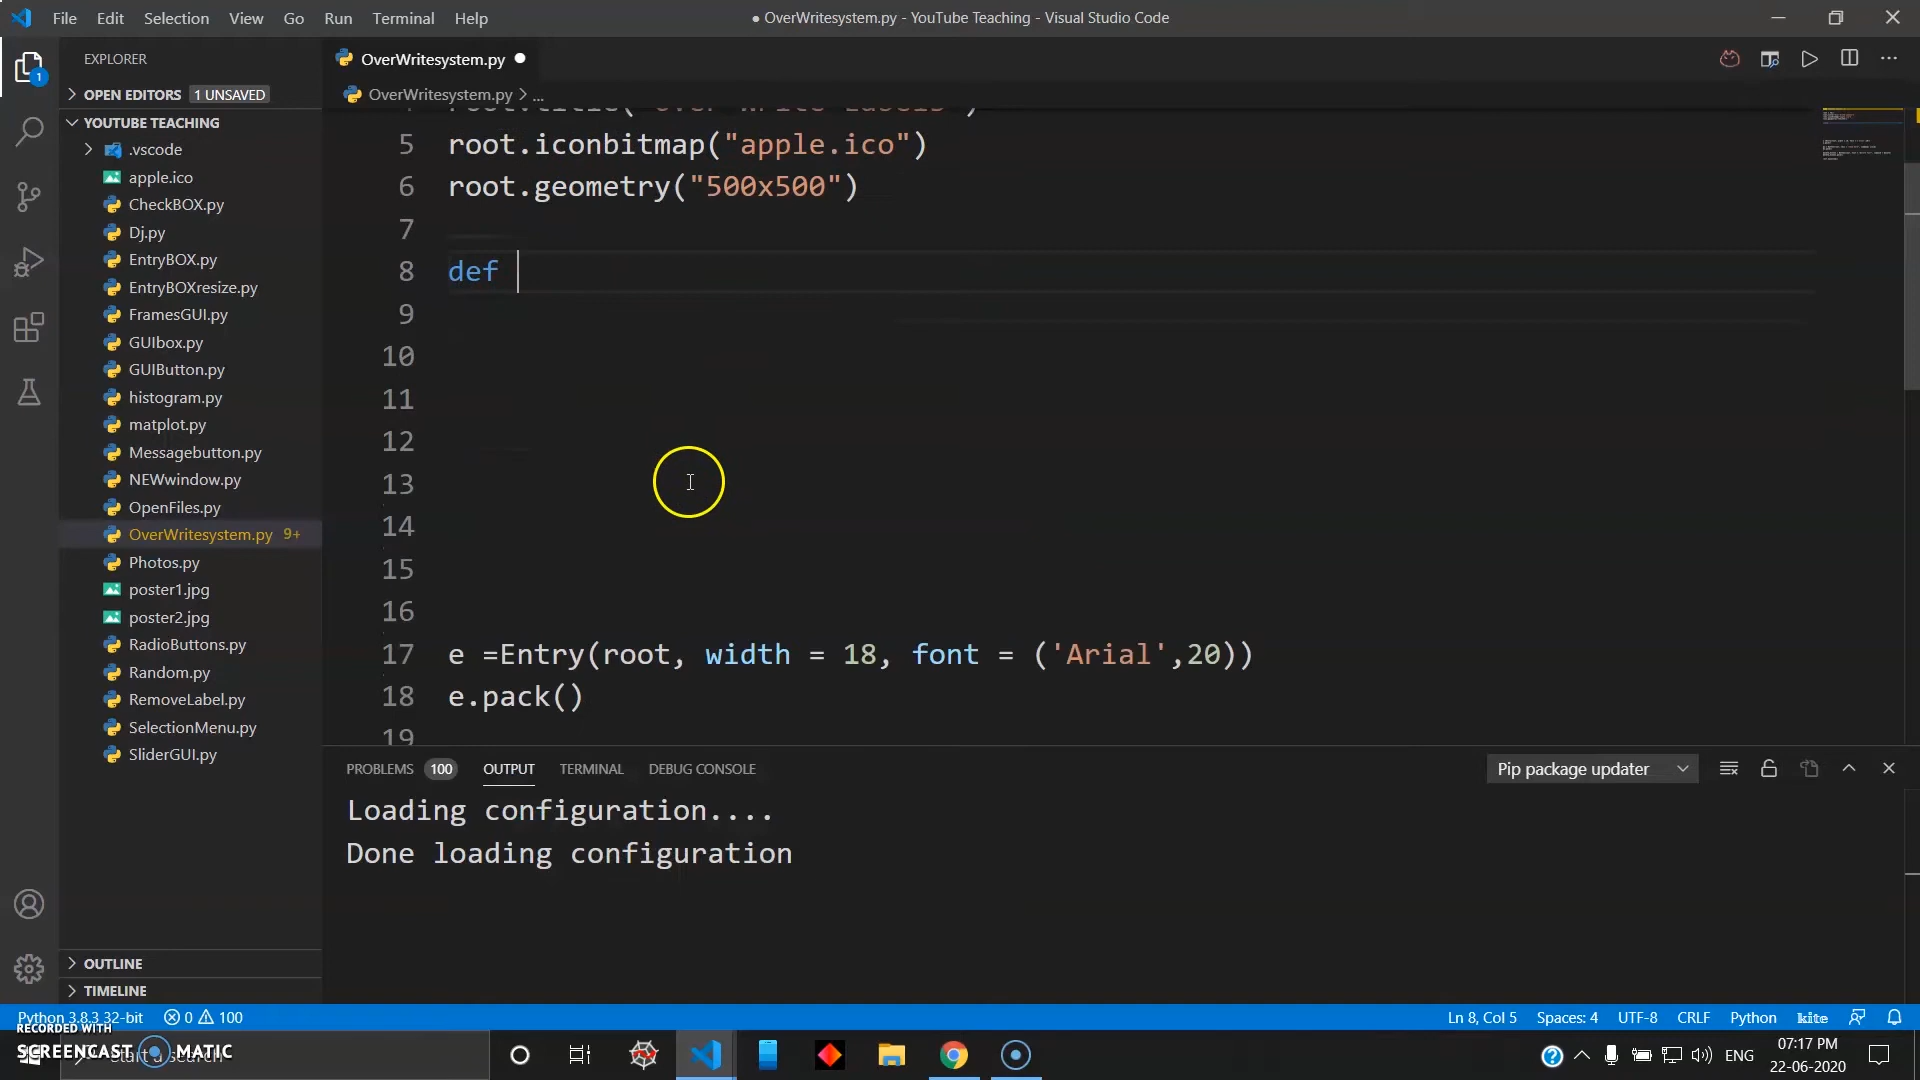 File Edit Selection View Go Run Terminal Help
● OverWritesystem.py - YouTube Teaching - Visual Studio Code
EXPLORER
OPEN EDITORS 1 UNSAVED
YOUTUBE TEACHING
.vscode
apple.ico
CheckBOX.py
Dj.py
EntryBOX.py
EntryBOXresize.py
FramesGUI.py
GUIbox.py
GUIButton.py
histogram.py
matplot.py
Messagebutton.py
NEWwindow.py
OpenFiles.py
OverWritesystem.py 9+
Photos.py
poster1.jpg
poster2.jpg
RadioButtons.py
Random.py
RemoveLabel.py
SelectionMenu.py
SliderGUI.py
OUTLINE
TIMELINE
1
OverWritesystem.py ●
OverWritesystem.py > ...
5 root.iconbitmap("apple.ico")
6 root.geometry("500x500")
7
8 def
9
10
11
12
13
14
15
16
17 e =Entry(root, width = 18, font = ('Arial',20))
18 e.pack()
19
PROBLEMS 100 OUTPUT TERMINAL DEBUG CONSOLE
Pip package updater
Loading configuration....
Done loading configuration
Python 3.8.3 32-bit 0 100
Ln 8, Col 5 Spaces: 4 UTF-8 CRLF Python kite
RECORDED WITH
SCREENCAST MATIC
ENG
07:17 PM
22-06-2020